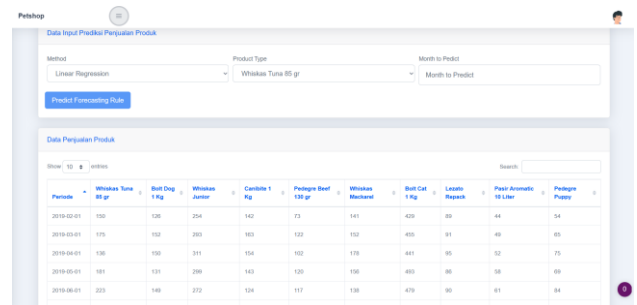 Petshop
Data Input Prediksi Penjualan Produk
Method Product Type Month to Pedict
Linear Regression Whiskas Tuna 85 gr Month to Predict
Predict Forecasting Rule
Data Penjualan Produk
Show 10 entries Search:
Periode Whiskas Tuna 85 gr Bolt Dog 1 Kg Whiskas Junior Canibite 1 Kg Pedegre Beef 130 gr Whiskas Mackarel Bolt Cat 1 Kg Lezato Repack Pasir Aromatic 10 Liter Pedegre Puppy
2019-02-01 150 126 254 142 73 141 429 89 44 54
2019-03-01 175 152 293 163 122 152 455 91 49 65
2019-04-01 136 150 311 154 102 178 441 95 52 75
2019-05-01 181 131 299 143 120 156 493 86 58 69
2019-06-01 223 149 272 124 117 138 479 90 61 84
0